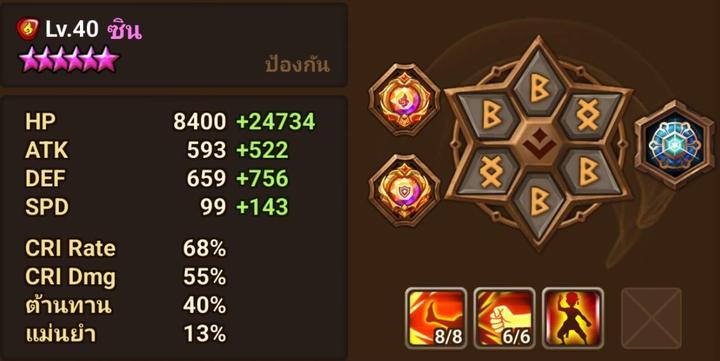 Lv.40 ซิน
ป้องกัน
HP 8400 +24734
ATK 593 +522
DEF 659 +756
SPD 99 +143
CRI Rate 68%
CRI Dmg 55%
ต้านทาน 40%
แม่นยำ 13%
8/8 6/6